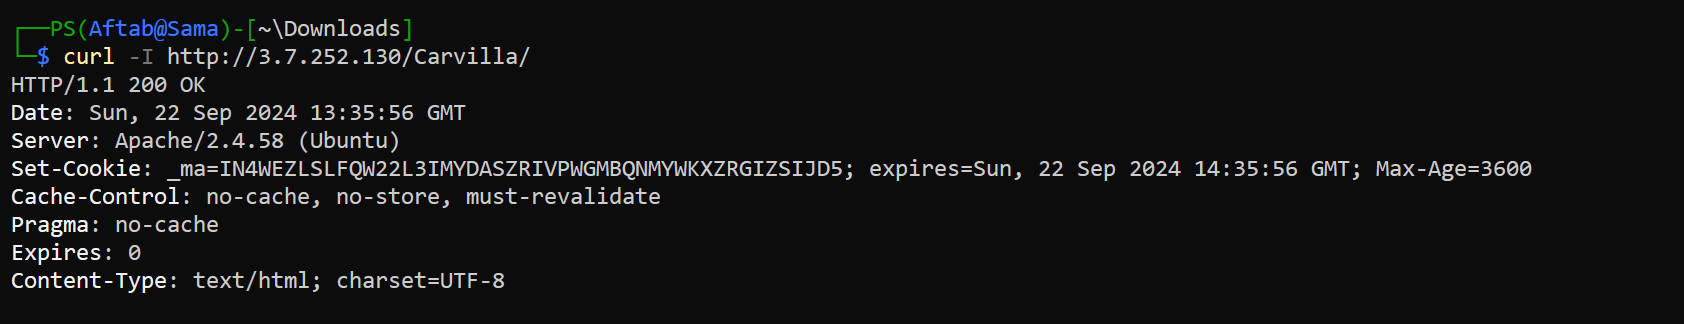 PS(Aftab@Sama)-[~\Downloads]
$ curl -I http://3.7.252.130/Carvilla/
HTTP/1.1 200 OK
Date: Sun, 22 Sep 2024 13:35:56 GMT
Server: Apache/2.4.58 (Ubuntu)
Set-Cookie: _ma=IN4WEZLSLFQW22L3IMYDASZRIVPWGMBQNMYWKXZRGIZSIJD5; expires=Sun, 22 Sep 2024 14:35:56 GMT; Max-Age=3600
Cache-Control: no-cache, no-store, must-revalidate
Pragma: no-cache
Expires: 0
Content-Type: text/html; charset=UTF-8